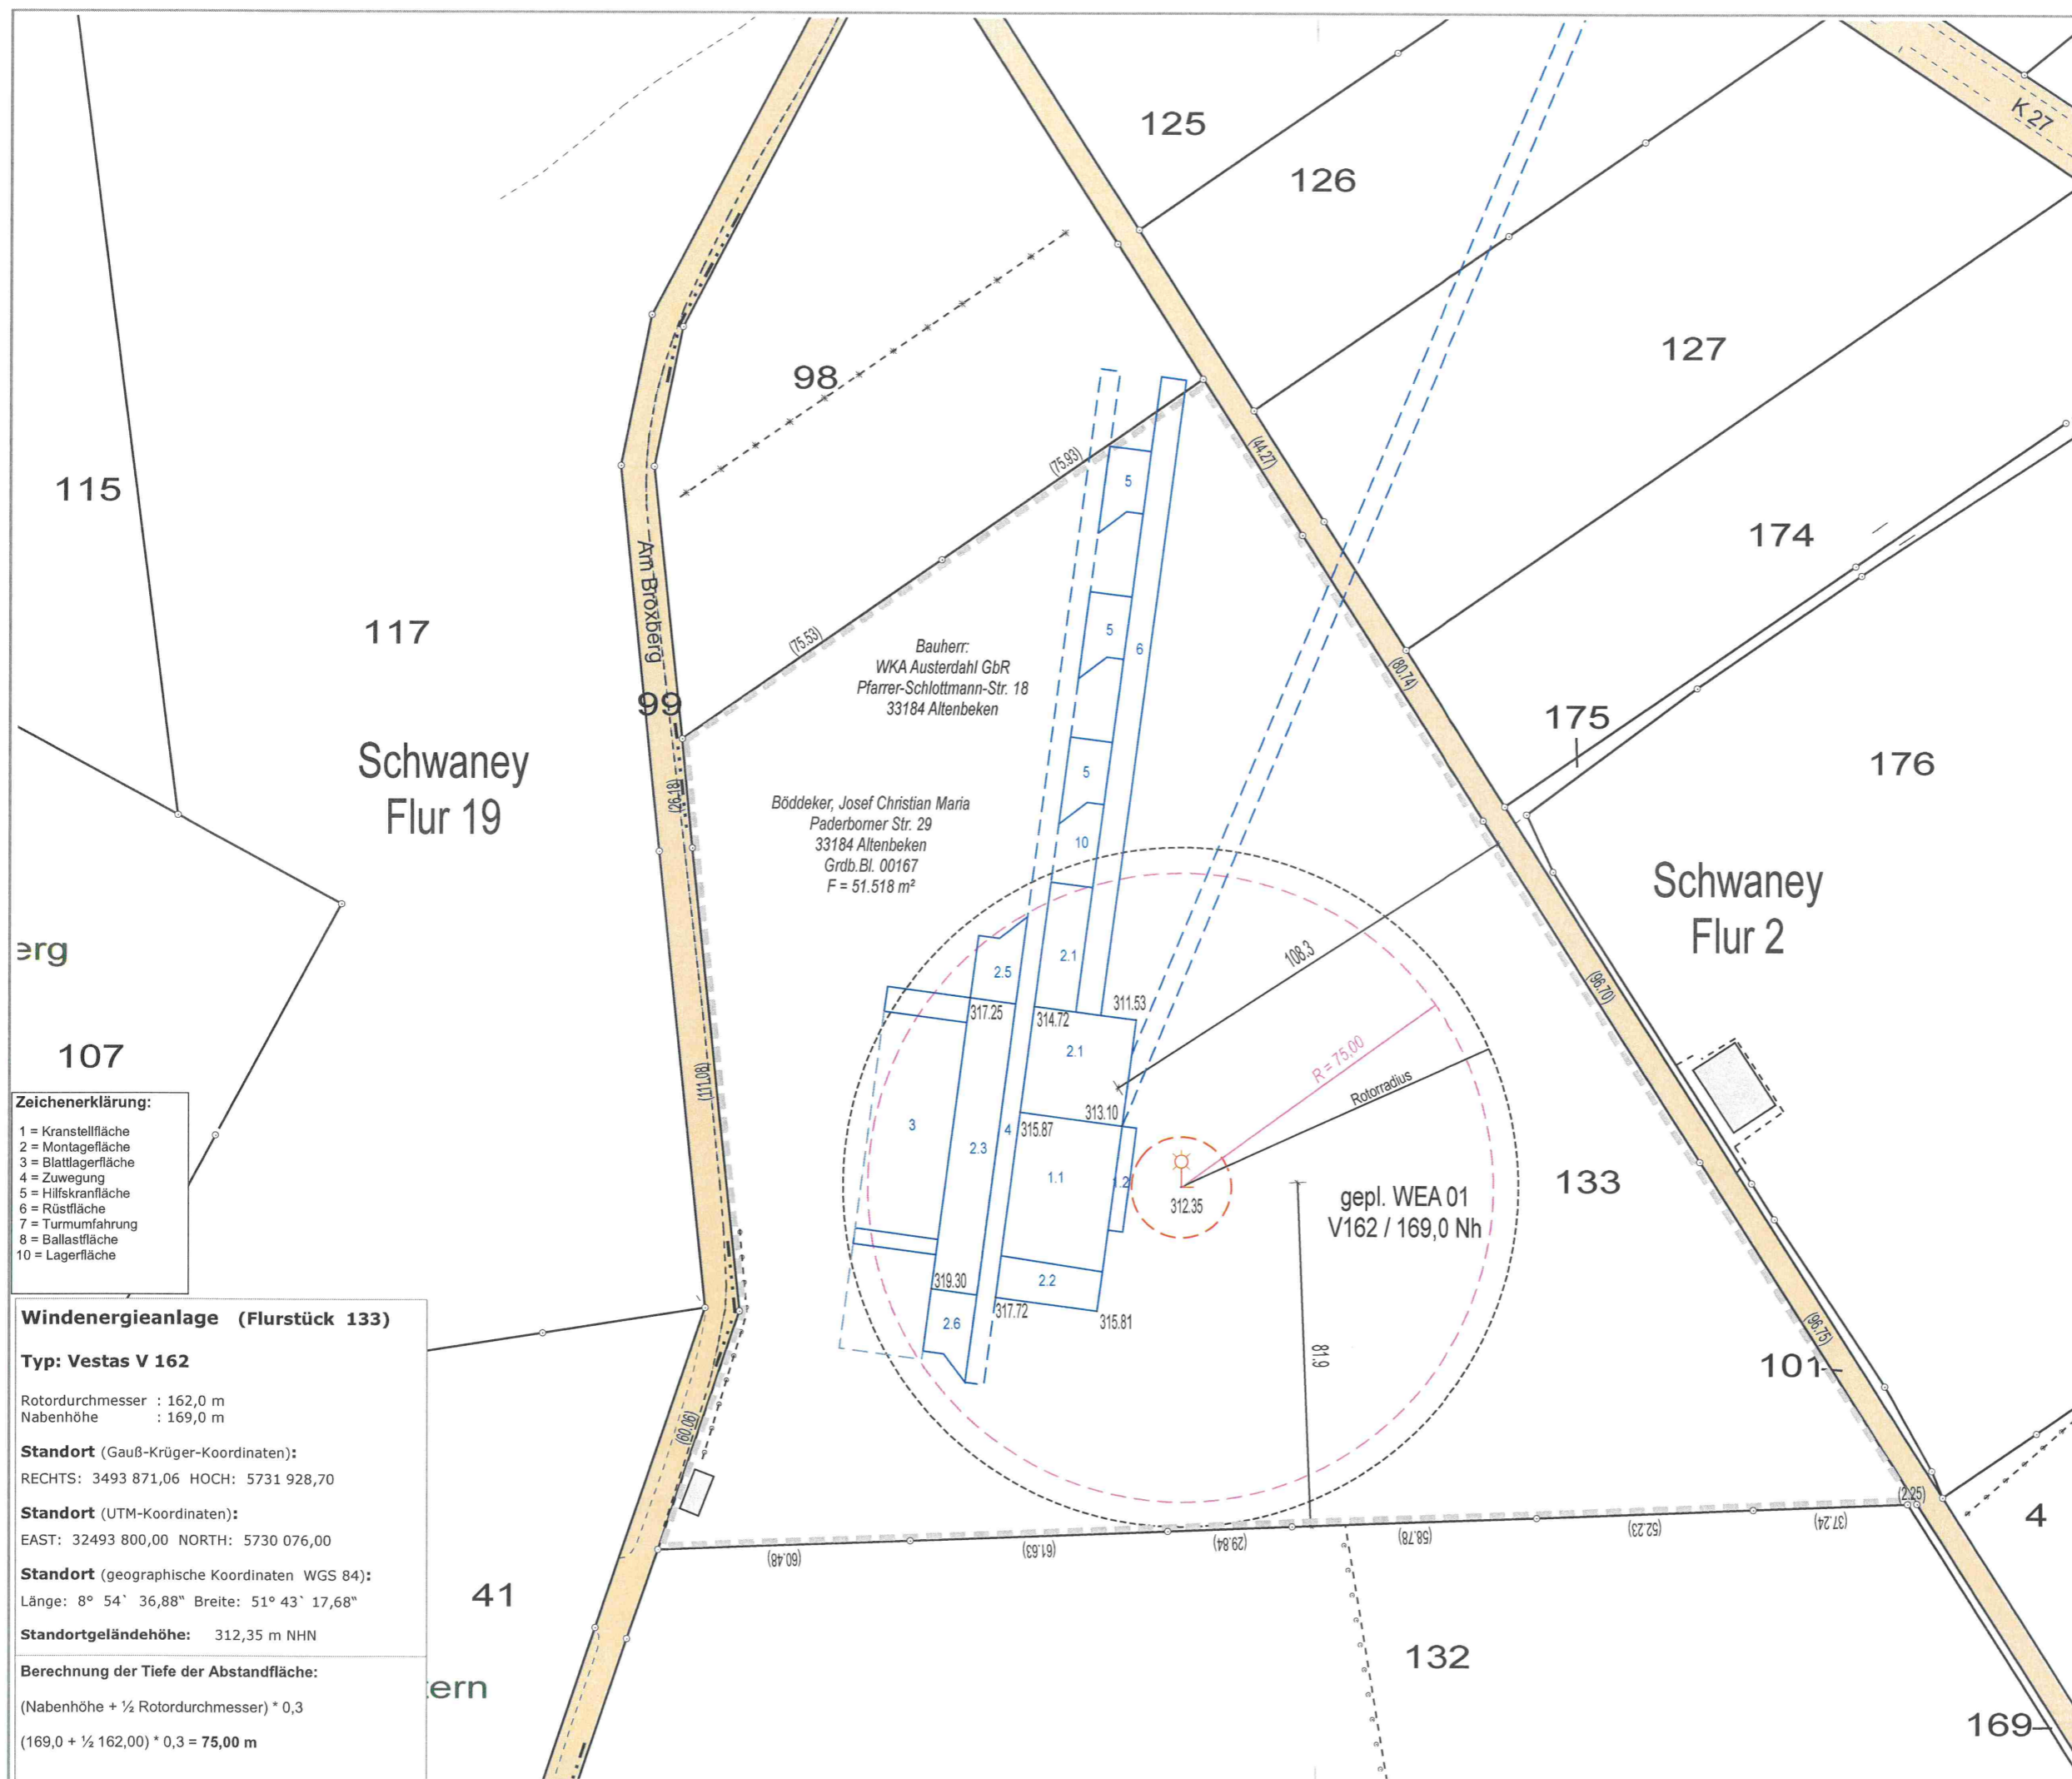 K 27
125
126
98
127
115
(75.93)
(44.27)
5
174
Am Broxberg
117
(75.53)
Bauherr:
WKA Austerdahl GbR
Pfarrer-Schlottmann-Str. 18
33184 Altenbeken
5
6
(80.74)
99
175
Schwaney
Flur 19
176
(26.18)
5
Böddeker, Josef Christian Maria
Paderborner Str. 29
33184 Altenbeken
Grdb.Bl. 00167
F = 51.518 m²
10
Schwaney
Flur 2
erg
108.3
2.1
2.5
(96.70)
317.25
314.72
311.53
107
2.1
R = 75,00
Rotorradius
(111.08)
3
2.3
4
315.87
313.10
1.1
1.2
312.35
gepl. WEA 01
V162 / 169,0 Nh
133
319.30
2.2
2.6
317.72
315.81
81.9
(96.75)
101
(60.06)
(2.25)
(60.48)
(61.63)
(29.84)
(58.78)
(52.23)
(37.24)
4
41
132
ern
169
Zeichenerklärung:
1 = Kranstellfläche
2 = Montagefläche
3 = Blattlagerfläche
4 = Zuwegung
5 = Hilfskranfläche
6 = Rüstfläche
7 = Turmumfahrung
8 = Ballastfläche
10 = Lagerfläche
Windenergieanlage (Flurstück 133)
Typ: Vestas V 162
Rotordurchmesser : 162,0 m
Nabenhöhe : 169,0 m
Standort (Gauß-Krüger-Koordinaten):
RECHTS: 3493 871,06 HOCH: 5731 928,70
Standort (UTM-Koordinaten):
EAST: 32493 800,00 NORTH: 5730 076,00
Standort (geographische Koordinaten WGS 84):
Länge: 8° 54` 36,88" Breite: 51° 43` 17,68"
Standortgeländehöhe: 312,35 m NHN
Berechnung der Tiefe der Abstandfläche:
(Nabenhöhe + ½ Rotordurchmesser) * 0,3
(169,0 + ½ 162,00) * 0,3 = 75,00 m